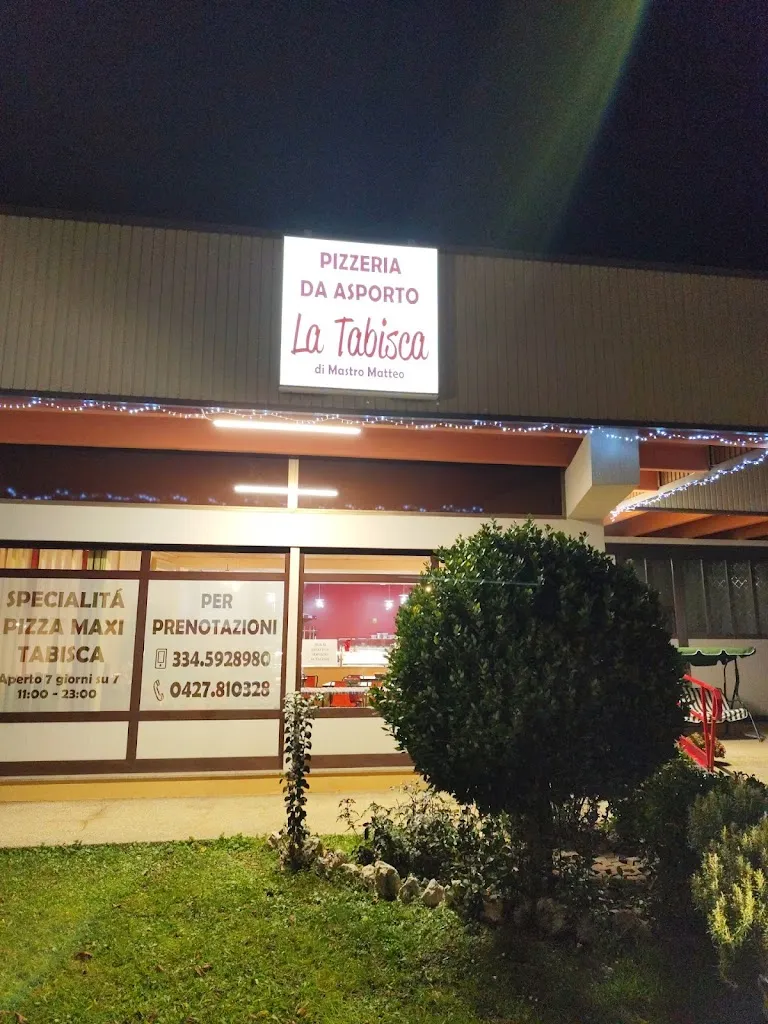 PIZZERIA
DA ASPORTO
La Tabisca
di Mastro Matteo
SPECIALITÁ
PIZZA MAXI
TABISCA
Aperto 7 giorni su 7
11:00 - 23:00
PER
PRENOTAZIONI
334.5928980
0427.810328